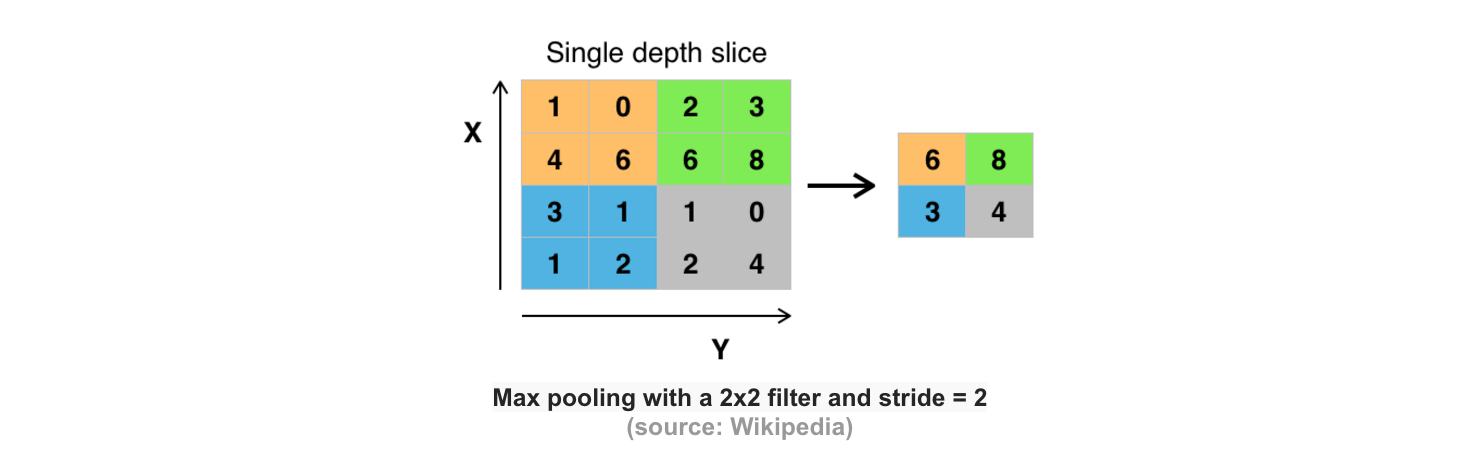 Single depth slice
X
1 0 2 3
4 6 6 8
3 1 1 0
1 2 2 4
6 8
3 4
Y
Max pooling with a 2x2 filter and stride = 2
(source: Wikipedia)